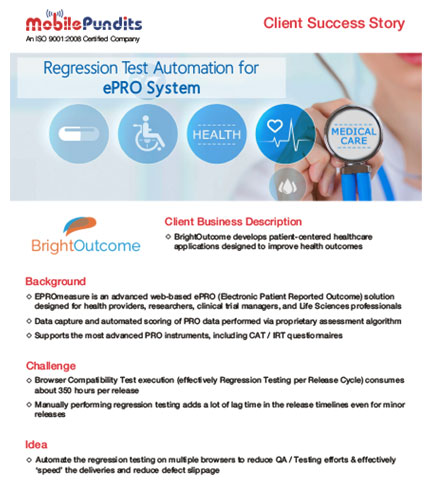 MobilePundits
An ISO 9001:2008 Certified Company
Client Success Story
Regression Test Automation for
ePRO System
HEALTH
MEDICAL
CARE
BrightOutcome
Client Business Description
BrightOutcome develops patient-centered healthcare
applications designed to improve health outcomes
Background
EPROmeasure is an advanced web-based ePRO (Electronic Patient Reported Outcome) solution
designed for health providers, researchers, clinical trial managers, and Life Sciences professionals
Data capture and automated scoring of PRO data performed via proprietary assessment algorithm
Supports the most advanced PRO instruments, including CAT / IRT questionnaires
Challenge
Browser Compatibility Test execution (effectively Regression Testing per Release Cycle) consumes
about 350 hours per release
Manually performing regression testing adds a lot of lag time in the release timelines even for minor
releases
Idea
Automate the regression testing on multiple browsers to reduce QA / Testing efforts & effectively
'speed' the deliveries and reduce defect slippage